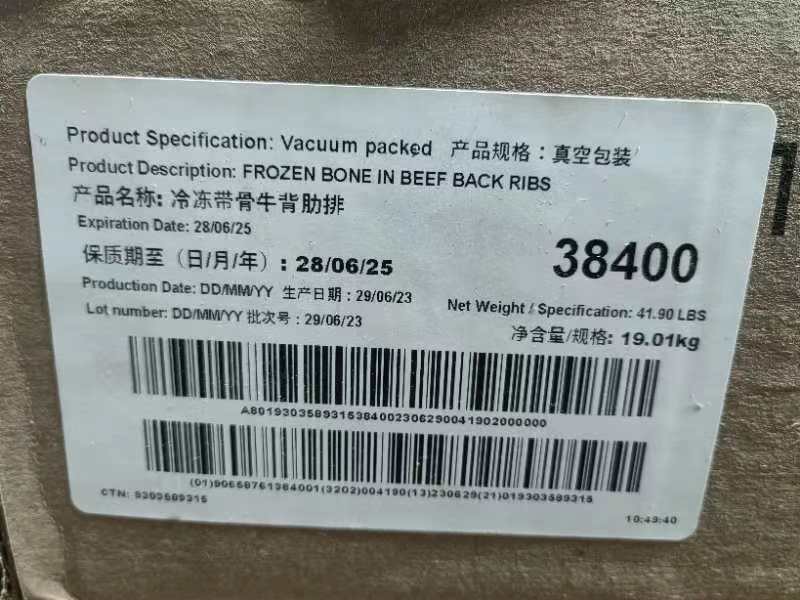 Product Specification: Vacuum packed 产品规格：真空包装
Product Description: FROZEN BONE IN BEEF BACK RIBS
产品名称: 冷冻带骨牛背肋排
Expiration Date: 28/06/25
保质期至（日/月/年）: 28/06/25
38400
Production Date: DD/MM/YY 生产日期：29/06/23
Net Weight / Specification: 41.90 LBS
Lot number: DD/MM/YY 批次号：29/06/23
净含量/规格: 19.01kg
A8019303589315384002306290041902000000
(01)90658761384001(3202)004190(13)230629(21)019303589315
CTN: 9303589315
10:49:40